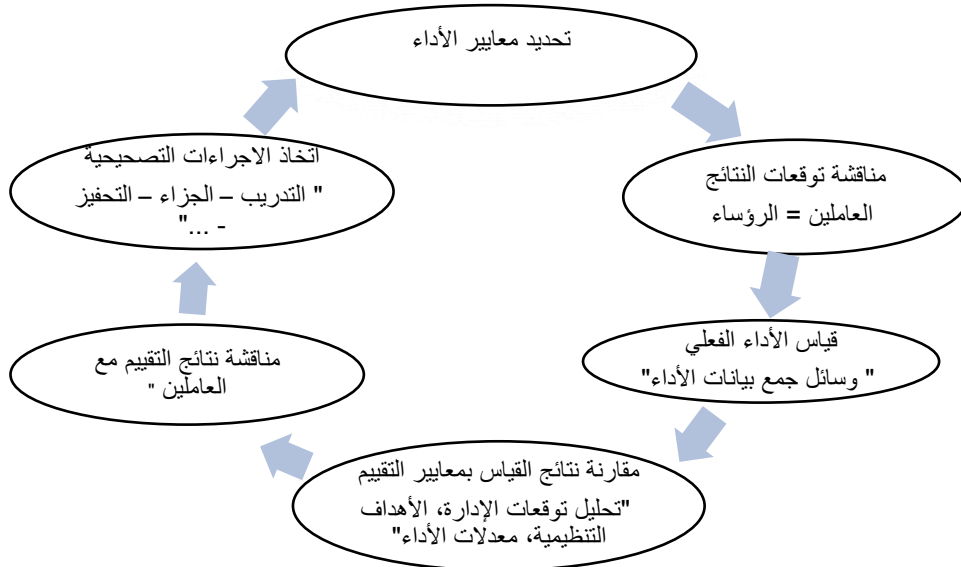 تحديد معايير الأداء
مناقشة توقعات النتائج
العاملين = الرؤساء
قياس الأداء الفعلي
" وسائل جمع بيانات الأداء"
مقارنة نتائج القياس بمعايير التقييم
"تحليل توقعات الإدارة، الأهداف
التنظيمية، معدلات الأداء"
مناقشة نتائج التقييم مع
العاملين "
اتخاذ الاجراءات التصحيحية
" التدريب – الجزاء – التحفيز
- ..."